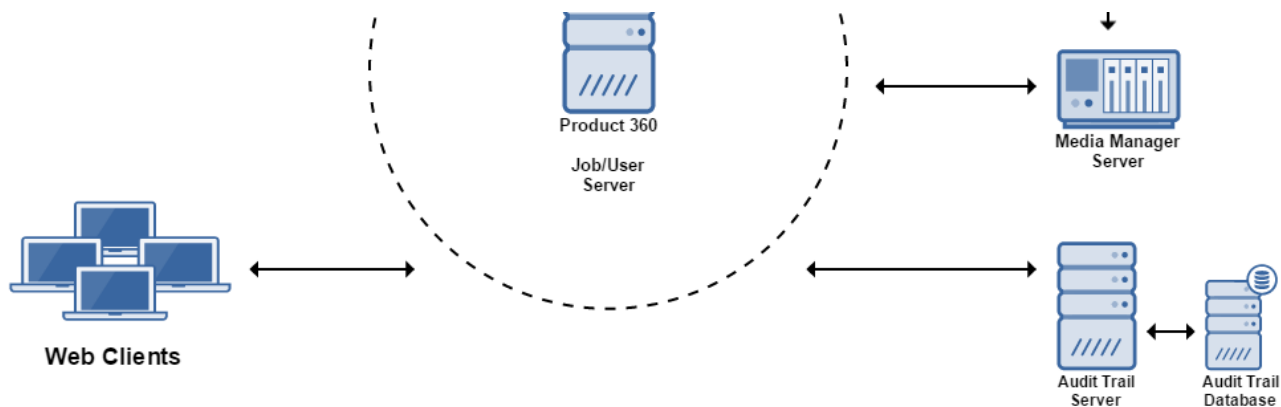 Product 360
Job/User
Server
Media Manager
Server
Web Clients
Audit Trail
Server
Audit Trail
Database